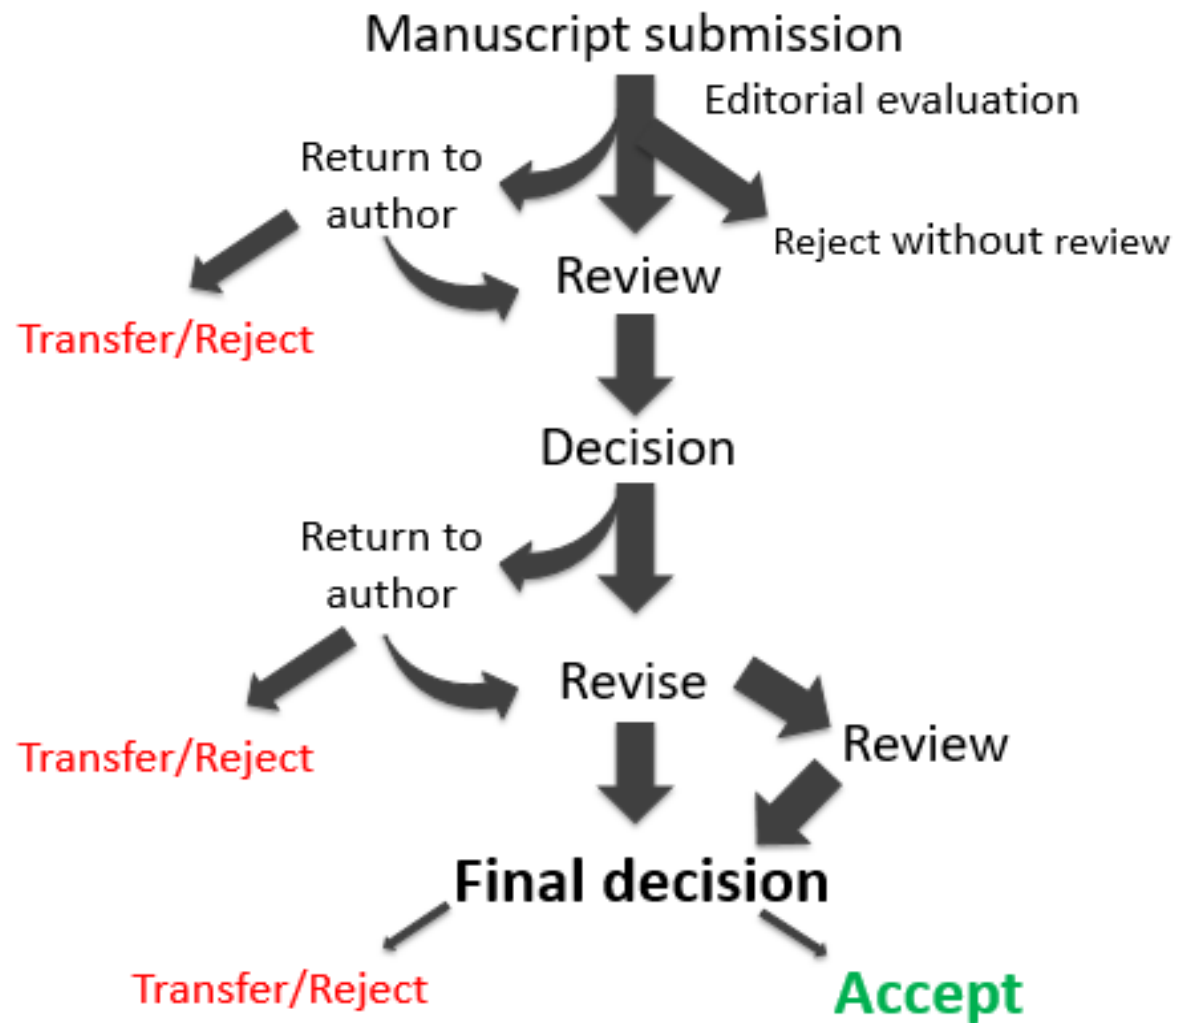 Manuscript submission
Editorial evaluation
Return to
author
Reject without review
Review
Transfer/Reject
Decision
Return to
author
Revise
Review
Transfer/Reject
Final decision
Transfer/Reject
Accept